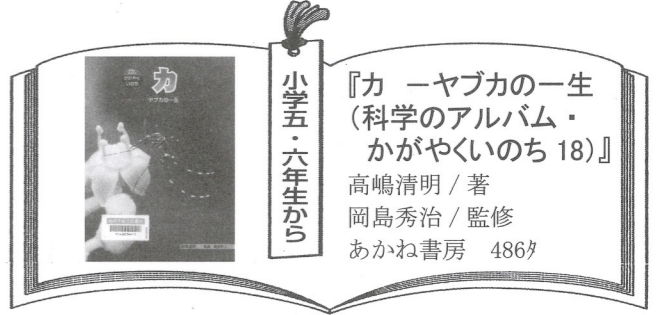 カ
ヤブカの一生
小学五・六年生から
『カ －ヤブカの一生
（科学のアルバム・
かがやくいのち 18）』
高嶋清明 / 著
岡島秀治 / 監修
あかね書房　486ﾀ